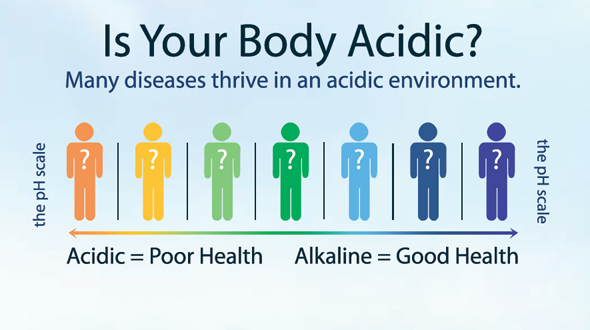 Is Your Body Acidic?
Many diseases thrive in an acidic environment.
the pH scale
? ? ? ? ? ? ?
the pH scale
Acidic = Poor Health
Alkaline = Good Health